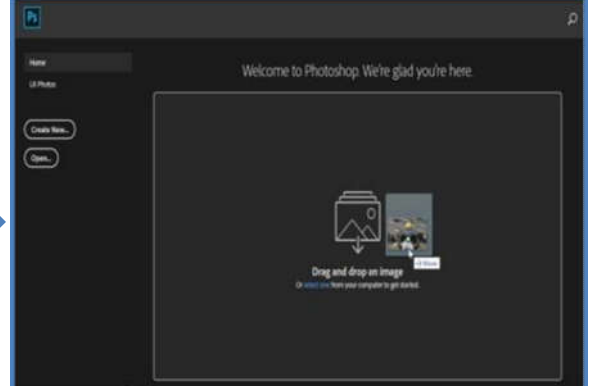 Ps
Home
LR Photos
Create New...
Open...
Welcome to Photoshop. We're glad you're here.
Drag and drop an image
Or select one from your computer to get started.